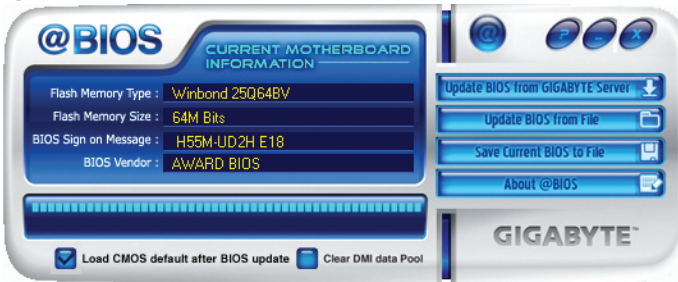 @BIOS
CURRENT MOTHERBOARD
INFORMATION
Flash Memory Type : Winbond 25Q64BV
Flash Memory Size : 64M Bits
BIOS Sign on Message : H55M-UD2H E18
BIOS Vendor : AWARD BIOS
Load CMOS default after BIOS update Clear DMI data Pool
@ ? - X
Update BIOS from GIGABYTE Server
Update BIOS from File
Save Current BIOS to File
About @BIOS
GIGABYTE™